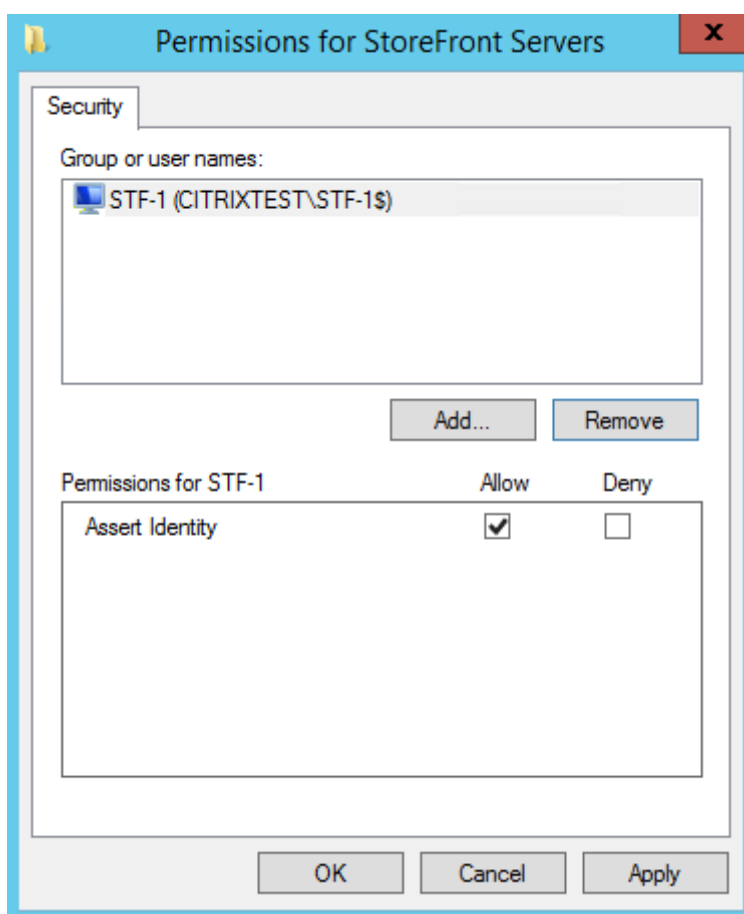 Permissions for StoreFront Servers
x
Security
Group or user names:
STF-1 (CITRIXTEST\STF-1$)
Add... Remove
Permissions for STF-1 Allow Deny
Assert Identity
OK Cancel Apply